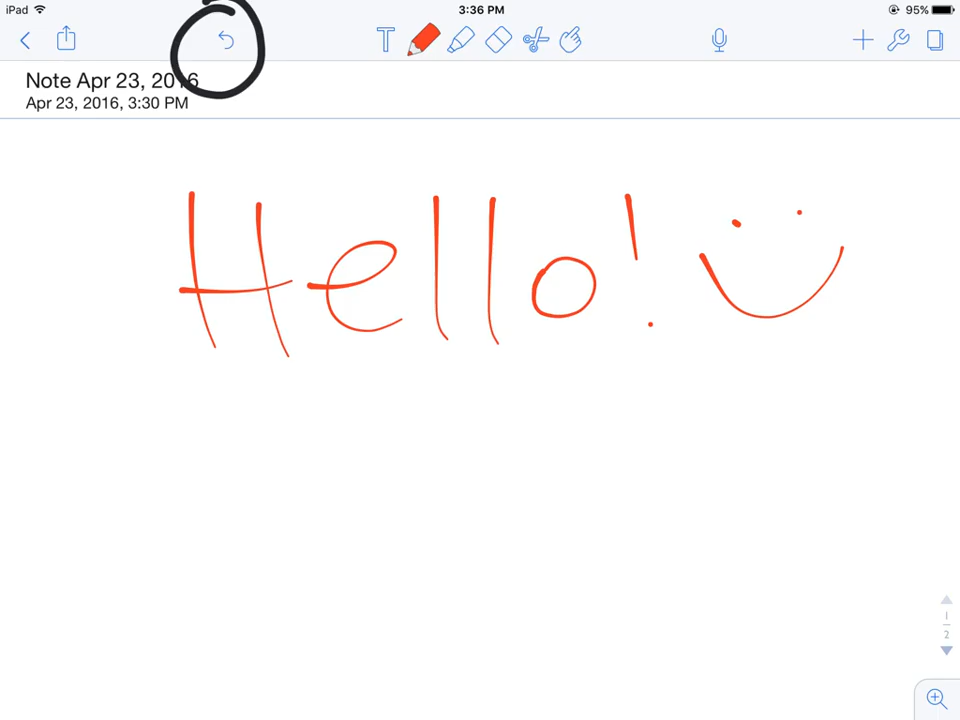 iPad 3:36 PM 95%
T
Note Apr 23, 2016
Apr 23, 2016, 3:30 PM
Hello!
1
2